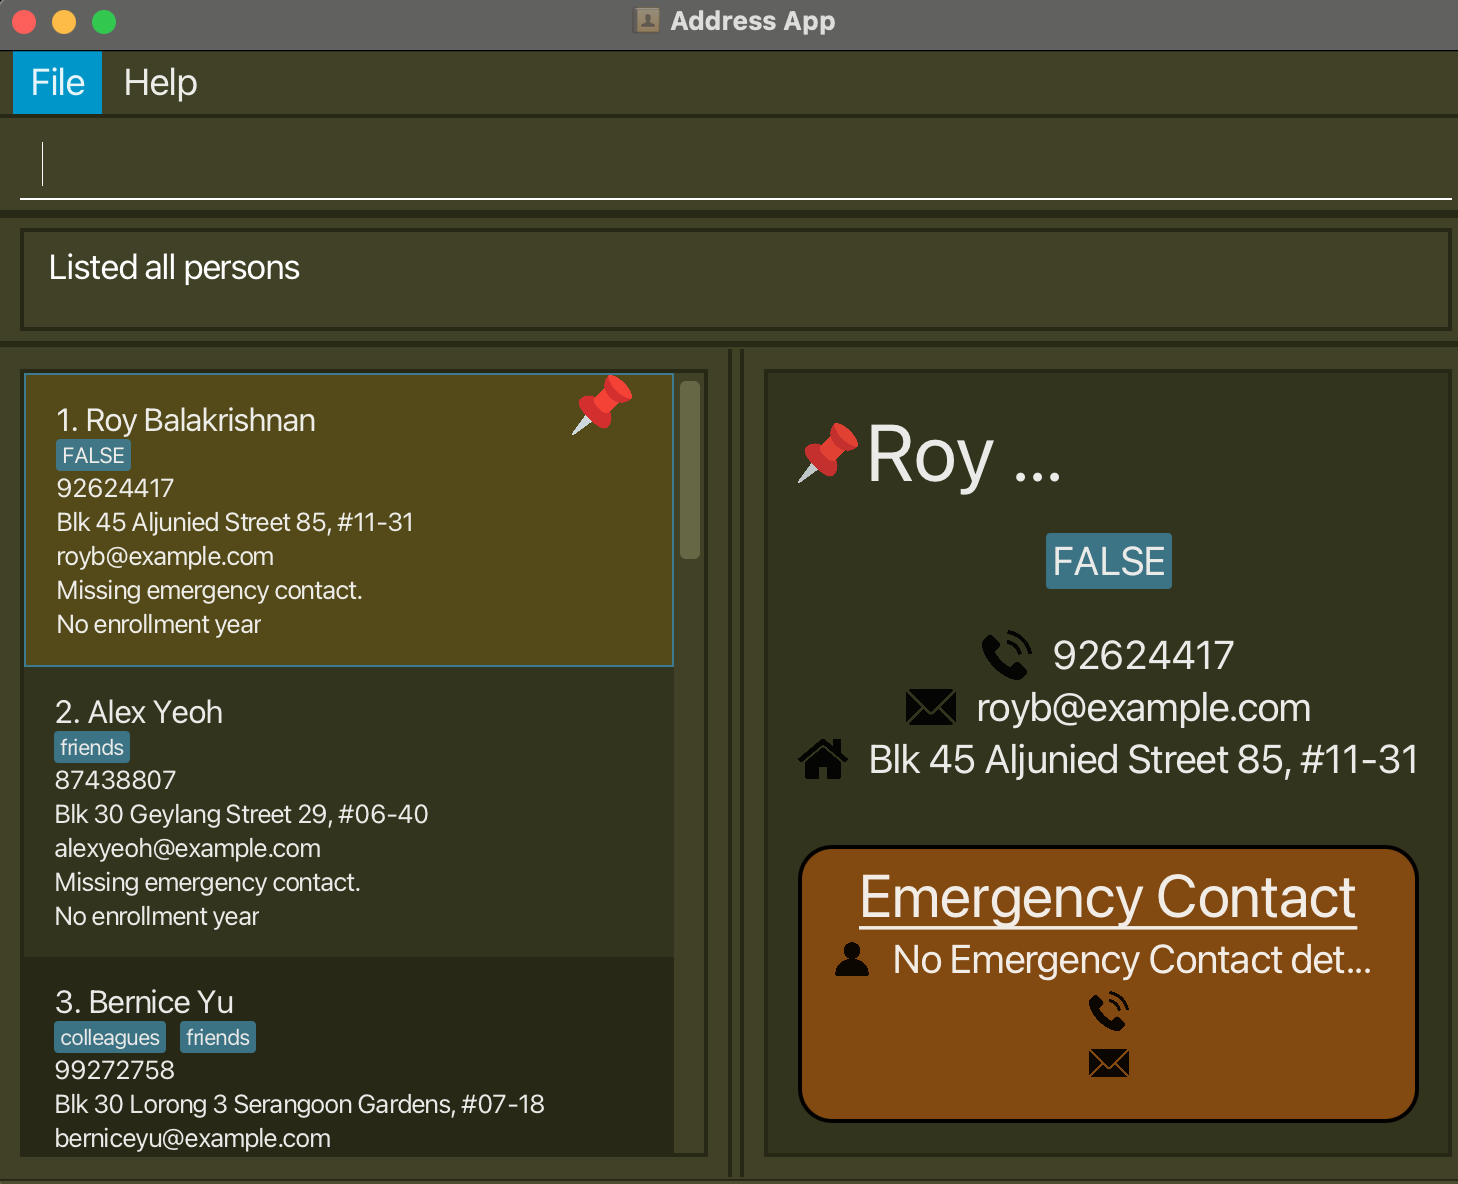 Address App
File Help
Listed all persons
1. Roy Balakrishnan
FALSE
92624417
Blk 45 Aljunied Street 85, #11-31
royb@example.com
Missing emergency contact.
No enrollment year
2. Alex Yeoh
friends
87438807
Blk 30 Geylang Street 29, #06-40
alexyeoh@example.com
Missing emergency contact.
No enrollment year
3. Bernice Yu
colleagues friends
99272758
Blk 30 Lorong 3 Serangoon Gardens, #07-18
berniceyu@example.com
Roy ...
FALSE
92624417
royb@example.com
Blk 45 Aljunied Street 85, #11-31
Emergency Contact
No Emergency Contact det...